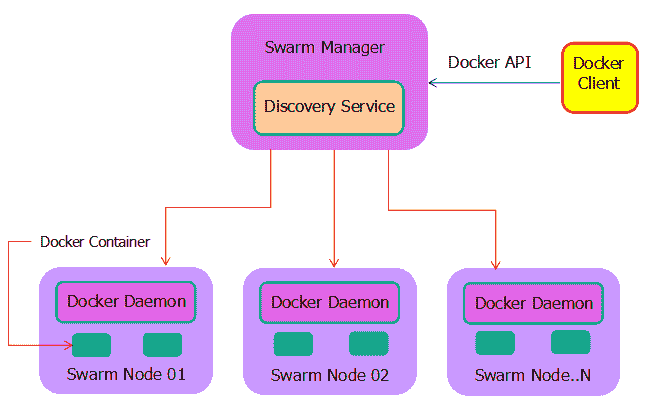 Swarm Manager
Docker API
Docker
Client
Discovery Service
Docker Container
Docker Daemon
Docker Daemon
Docker Daemon
Swarm Node 01
Swarm Node 02
Swarm Node..N